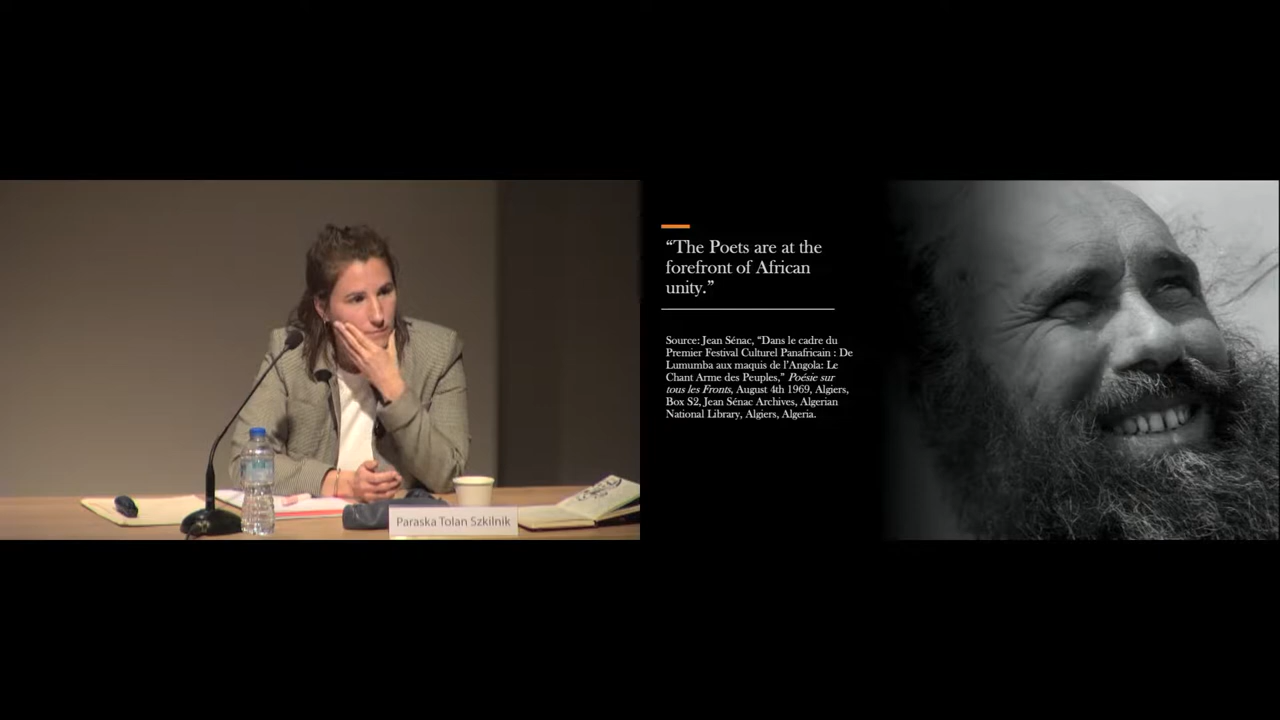 Paraska Tolan Szkilnik
“The Poets are at the
forefront of African
unity.”
Source: Jean Sénac, “Dans le cadre du
Premier Festival Culturel Panafricain : De
Lumumba aux maquis de l’Angola: Le
Chant Arme des Peuples,” Poésie sur
tous les Fronts, August 4th 1969, Algiers,
Box S2, Jean Sénac Archives, Algerian
National Library, Algiers, Algeria.